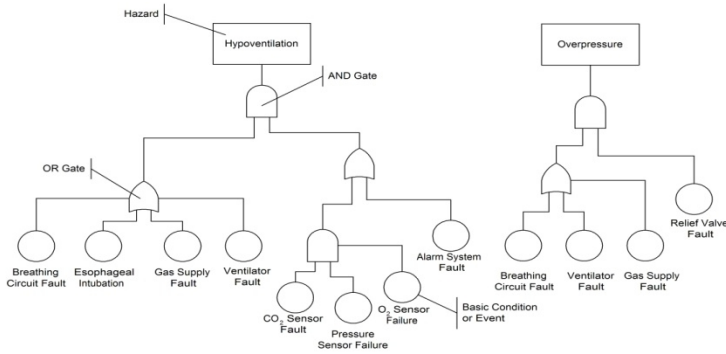 Hazard
Hypoventilation
Overpressure
AND Gate
OR Gate
Breathing
Circuit Fault
Esophageal
Intubation
Gas Supply
Fault
Ventilator
Fault
CO2 Sensor
Fault
Pressure
Sensor Failure
O2 Sensor
Failure
Alarm System
Fault
Basic Condition
or Event
Breathing
Circuit Fault
Ventilator
Fault
Gas Supply
Fault
Relief Valve
Fault